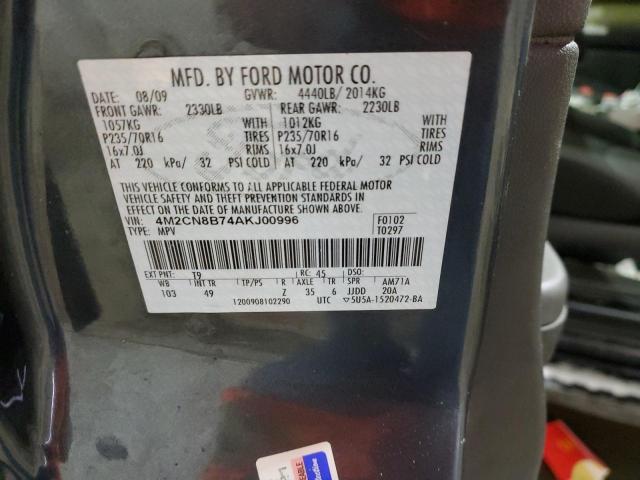 MFD. BY FORD MOTOR CO.
DATE: 08/09 GVWR: 4440LB/ 2014KG
FRONT GAWR: 2330LB REAR GAWR: 2230LB
1057KG WITH 1012KG WITH
P235/70R16 TIRES P235/70R16 TIRES
16x7.0J RIMS 16x7.0J RIMS
AT 220 kPa/ 32 PSI COLD AT 220 kPa/ 32 PSI COLD
THIS VEHICLE CONFORMS TO ALL APPLICABLE FEDERAL MOTOR
VEHICLE SAFETY AND THEFT PREVENTION STANDARDS IN
EFFECT ON THE DATE OF MANUFACTURE SHOWN ABOVE.
VIN: 4M2CN8B74AKJ00996 F0102
TYPE: MPV T0297
EXT PNT: T9 RC: 45 DSO:
WB INT TR TP/PS R AXLE TR SPR AM71A
103 49 Z 35 6 JJDD 20A
1200908102290 UTC ▽5U5A-1520472-BA